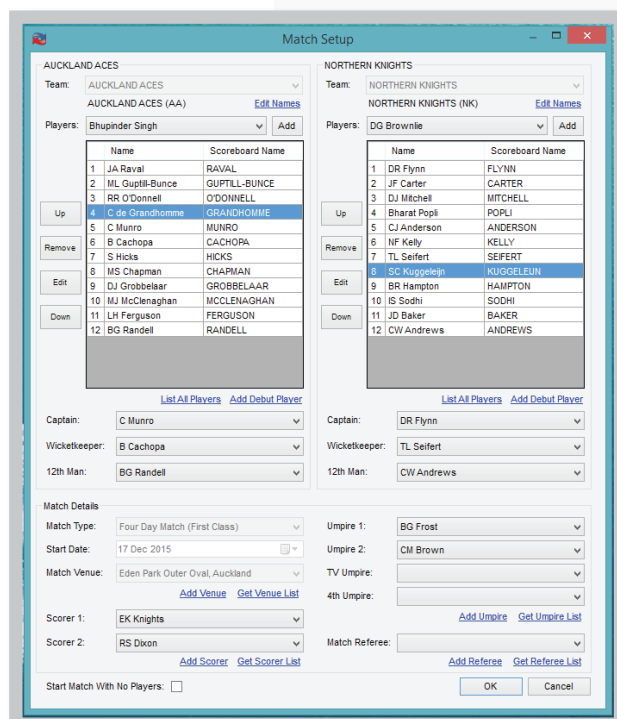 Match Setup
AUCKLAND ACES
Team: AUCKLAND ACES
AUCKLAND ACES (AA) Edit Names
Players: Bhupinder Singh Add
Name Scoreboard Name
1 JA Raval RAVAL
2 ML Guptill-Bunce GUPTILL-BUNCE
3 RR O'Donnell O'DONNELL
4 C de Grandhomme GRANDHOMME
5 C Munro MUNRO
6 B Cachopa CACHOPA
7 S Hicks HICKS
8 MS Chapman CHAPMAN
9 DJ Grobbelaar GROBBELAAR
10 MJ McClenaghan MCCLENAGHAN
11 LH Ferguson FERGUSON
12 BG Randell RANDELL
Up
Remove
Edit
Down
List All Players Add Debut Player
Captain: C Munro
Wicketkeeper: B Cachopa
12th Man: BG Randell
NORTHERN KNIGHTS
Team: NORTHERN KNIGHTS
NORTHERN KNIGHTS (NK) Edit Names
Players: DG Brownlie Add
Name Scoreboard Name
1 DR Flynn FLYNN
2 JF Carter CARTER
3 DJ Mitchell MITCHELL
4 Bharat Popli POPLI
5 CJ Anderson ANDERSON
6 NF Kelly KELLY
7 TL Seifert SEIFERT
8 SC Kuggeleijn KUGGELEIJN
9 BR Hampton HAMPTON
10 IS Sodhi SODHI
11 JD Baker BAKER
12 CW Andrews ANDREWS
Up
Remove
Edit
Down
List All Players Add Debut Player
Captain: DR Flynn
Wicketkeeper: TL Seifert
12th Man: CW Andrews
Match Details
Match Type: Four Day Match (First Class)
Start Date: 17 Dec 2015
Match Venue: Eden Park Outer Oval, Auckland
Add Venue Get Venue List
Scorer 1: EK Knights
Scorer 2: RS Dixon
Add Scorer Get Scorer List
Umpire 1: BG Frost
Umpire 2: CM Brown
TV Umpire:
4th Umpire:
Add Umpire Get Umpire List
Match Referee:
Add Referee Get Referee List
Start Match With No Players:
OK Cancel